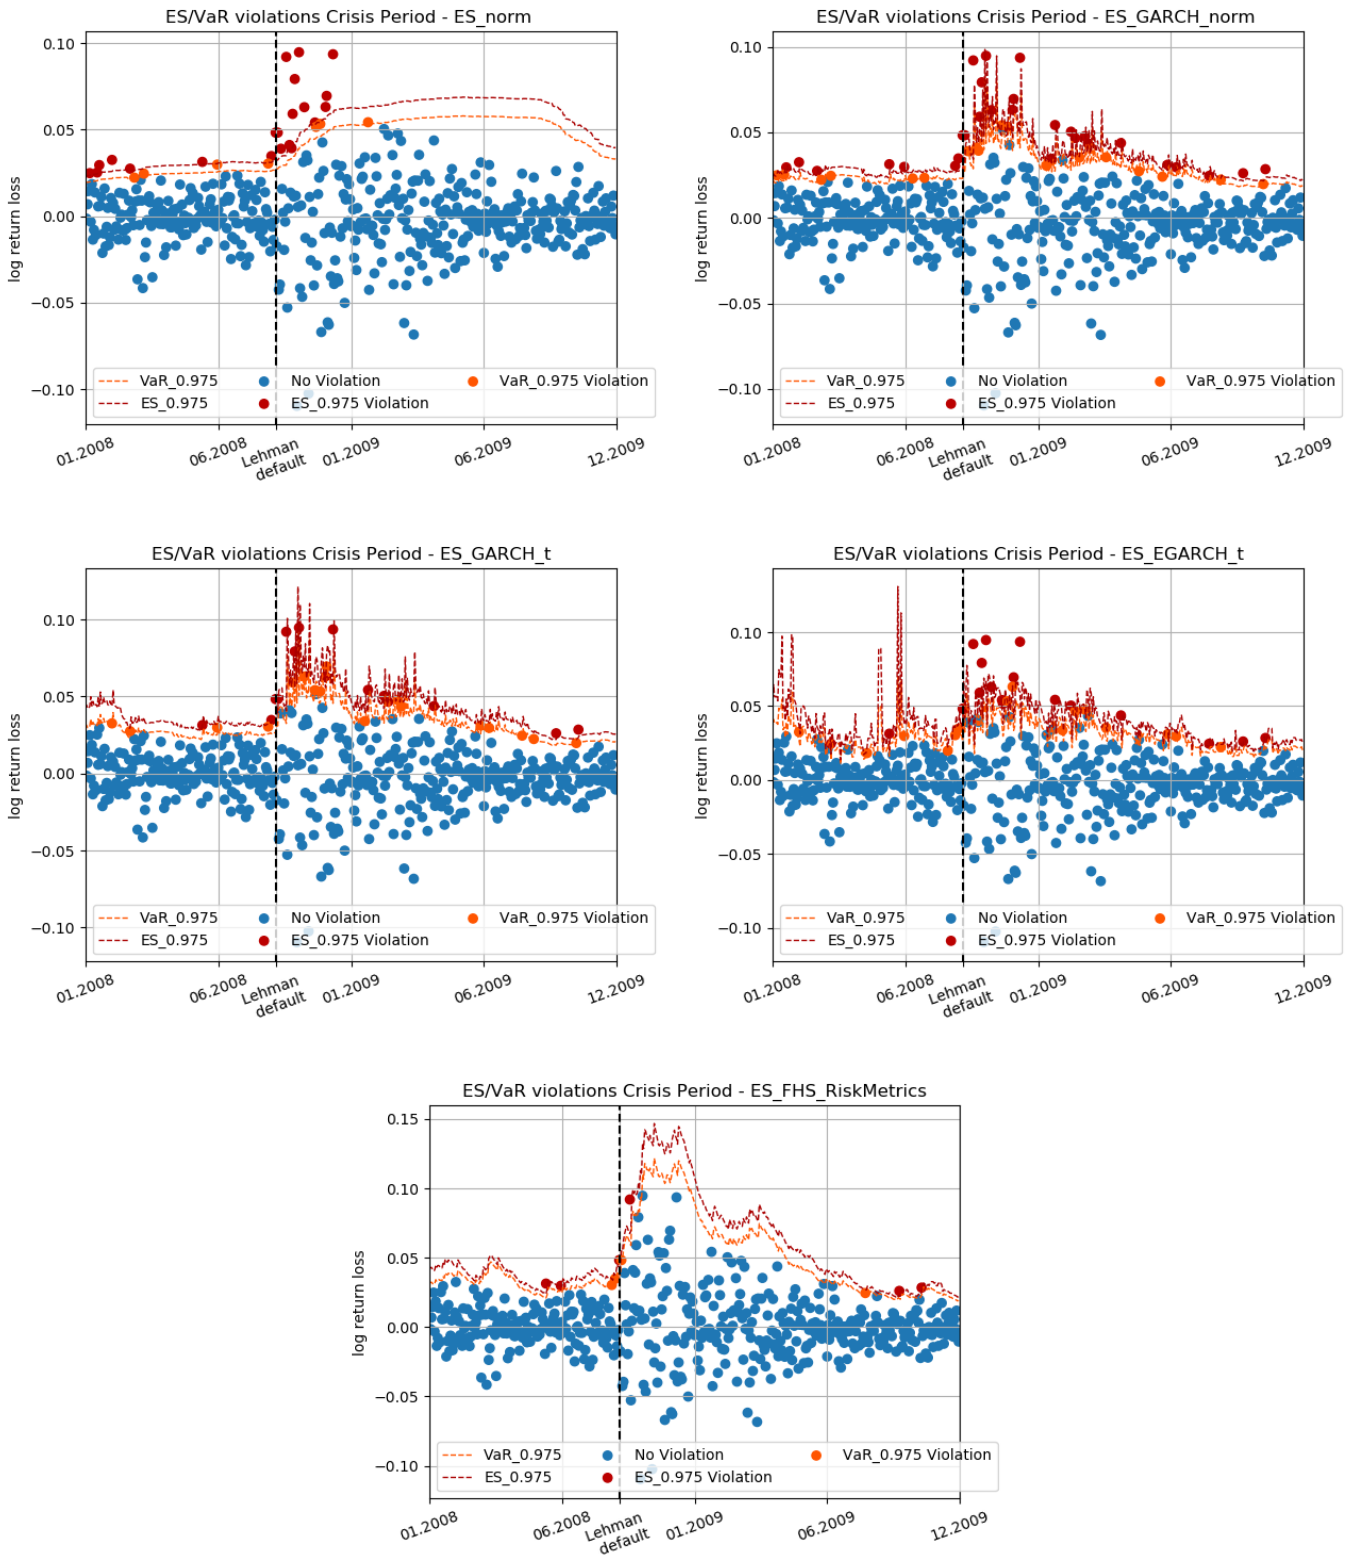 ES/VaR violations Crisis Period - ES_norm
0.10
0.05
0.00
−0.05
−0.10
log return loss
VaR_0.975
ES_0.975
No Violation
ES_0.975 Violation
VaR_0.975 Violation
01.2008
06.2008
Lehman
default
01.2009
06.2009
12.2009
ES/VaR violations Crisis Period - ES_GARCH_norm
0.10
0.05
0.00
−0.05
−0.10
log return loss
VaR_0.975
ES_0.975
No Violation
ES_0.975 Violation
VaR_0.975 Violation
01.2008
06.2008
Lehman
default
01.2009
06.2009
12.2009
ES/VaR violations Crisis Period - ES_GARCH_t
0.10
0.05
0.00
−0.05
−0.10
log return loss
VaR_0.975
ES_0.975
No Violation
ES_0.975 Violation
VaR_0.975 Violation
01.2008
06.2008
Lehman
default
01.2009
06.2009
12.2009
ES/VaR violations Crisis Period - ES_EGARCH_t
0.10
0.05
0.00
−0.05
−0.10
log return loss
VaR_0.975
ES_0.975
No Violation
ES_0.975 Violation
VaR_0.975 Violation
01.2008
06.2008
Lehman
default
01.2009
06.2009
12.2009
ES/VaR violations Crisis Period - ES_FHS_RiskMetrics
0.15
0.10
0.05
0.00
−0.05
−0.10
log return loss
VaR_0.975
ES_0.975
No Violation
ES_0.975 Violation
VaR_0.975 Violation
01.2008
06.2008
Lehman
default
01.2009
06.2009
12.2009